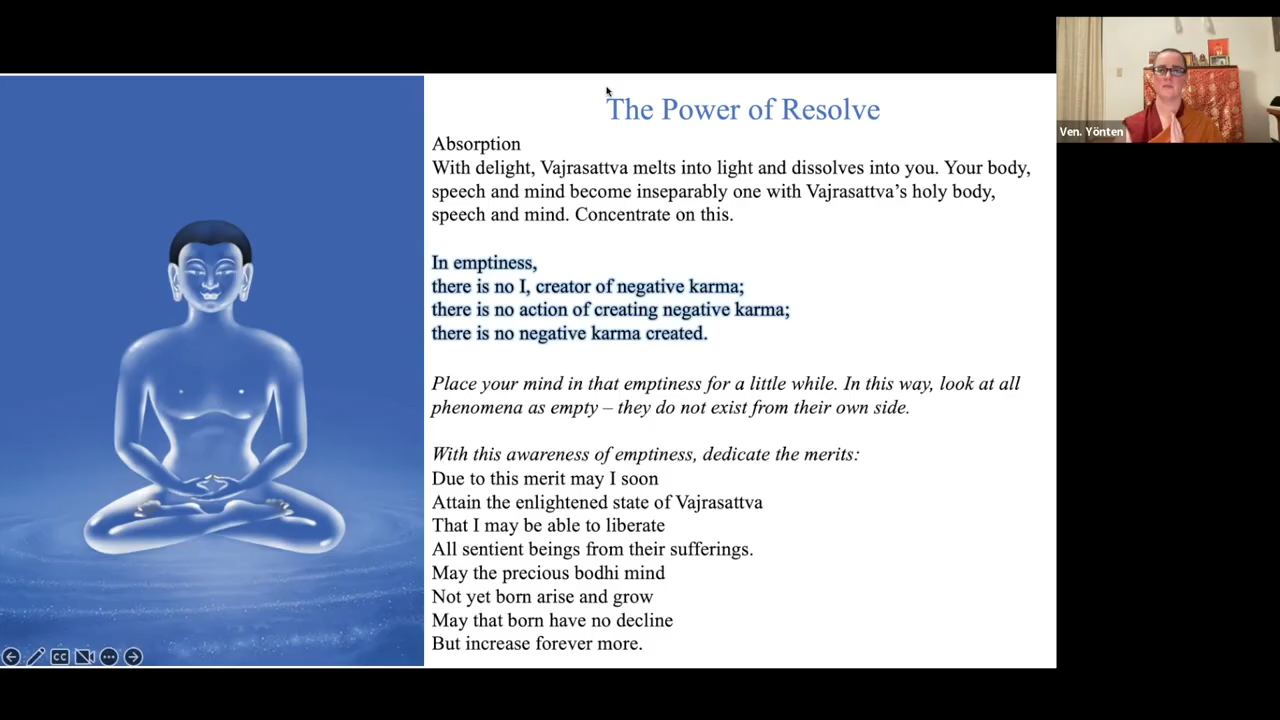 The Power of Resolve
Absorption
With delight, Vajrasattva melts into light and dissolves into you. Your body,
speech and mind become inseparably one with Vajrasattva’s holy body,
speech and mind. Concentrate on this.
In emptiness,
there is no I, creator of negative karma;
there is no action of creating negative karma;
there is no negative karma created.
Place your mind in that emptiness for a little while. In this way, look at all
phenomena as empty – they do not exist from their own side.
With this awareness of emptiness, dedicate the merits:
Due to this merit may I soon
Attain the enlightened state of Vajrasattva
That I may be able to liberate
All sentient beings from their sufferings.
May the precious bodhi mind
Not yet born arise and grow
May that born have no decline
But increase forever more.
Ven. Yönten
CC